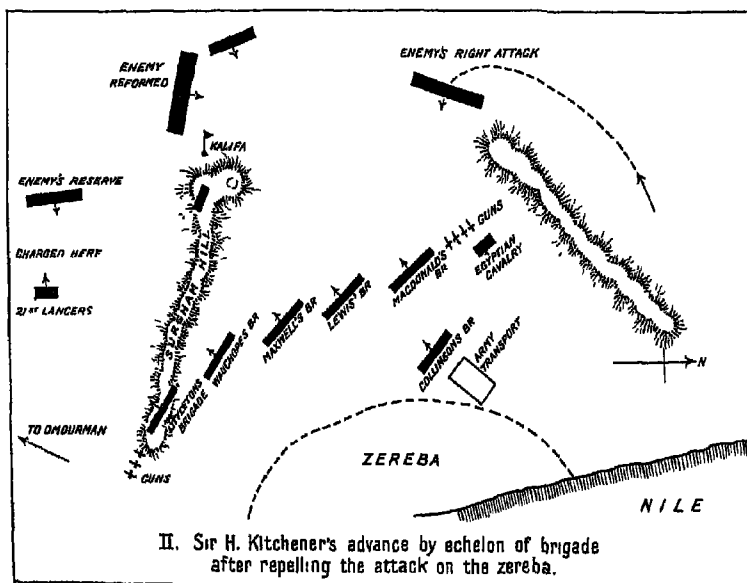 ENEMY
REFORMED
ENEMY'S RIGHT ATTACK
KALIFA
ENEMY'S RESERVE
CHARGED HERE
21ST LANCERS
SURGHAM HILL
GUNS
MACDONALD'S
BR
EGYPTIAN
CAVALRY
LEWIS' BR
MAXWELL'S BR
WAUCHOPE'S BR
LYTTELTONS
BRIGADE
COLLINSON'S BR
ARMY
TRANSPORT
N
TO OMDURMAN
GUNS
ZEREBA
NILE
II. Sir H. Kitchener's advance by echelon of brigade
after repelling the attack on the zereba.